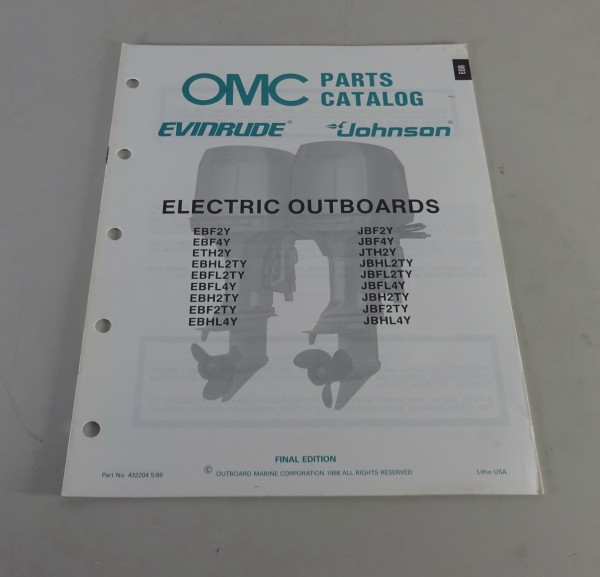 OMC PARTS CATALOG
EVINRUDE® Johnson®
ELECTRIC OUTBOARDS
EBF2Y JBF2Y
EBF4Y JBF4Y
ETH2Y JTH2Y
EBHL2TY JBHL2TY
EBFL2TY JBFL2TY
EBFL4Y JBFL4Y
EBH2TY JBH2TY
EBF2TY JBF2TY
EBHL4Y JBHL4Y
FINAL EDITION
Part No. 432204 5/88
© OUTBOARD MARINE CORPORATION 1988 ALL RIGHTS RESERVED
Litho USA